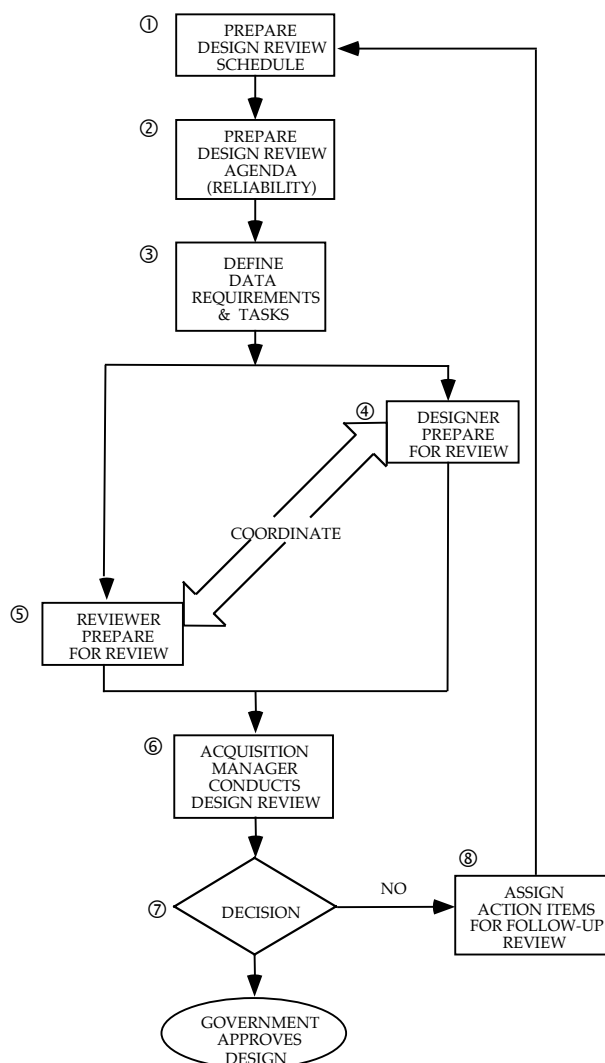 ①
PREPARE
DESIGN REVIEW
SCHEDULE
②
PREPARE
DESIGN REVIEW
AGENDA
(RELIABILITY)
③
DEFINE
DATA
REQUIREMENTS
& TASKS
④
DESIGNER
PREPARE
FOR REVIEW
COORDINATE
⑤
REVIEWER
PREPARE
FOR REVIEW
⑥
ACQUISITION
MANAGER
CONDUCTS
DESIGN REVIEW
⑦
DECISION
NO
⑧
ASSIGN
ACTION ITEMS
FOR FOLLOW-UP
REVIEW
GOVERNMENT
APPROVES
DESIGN